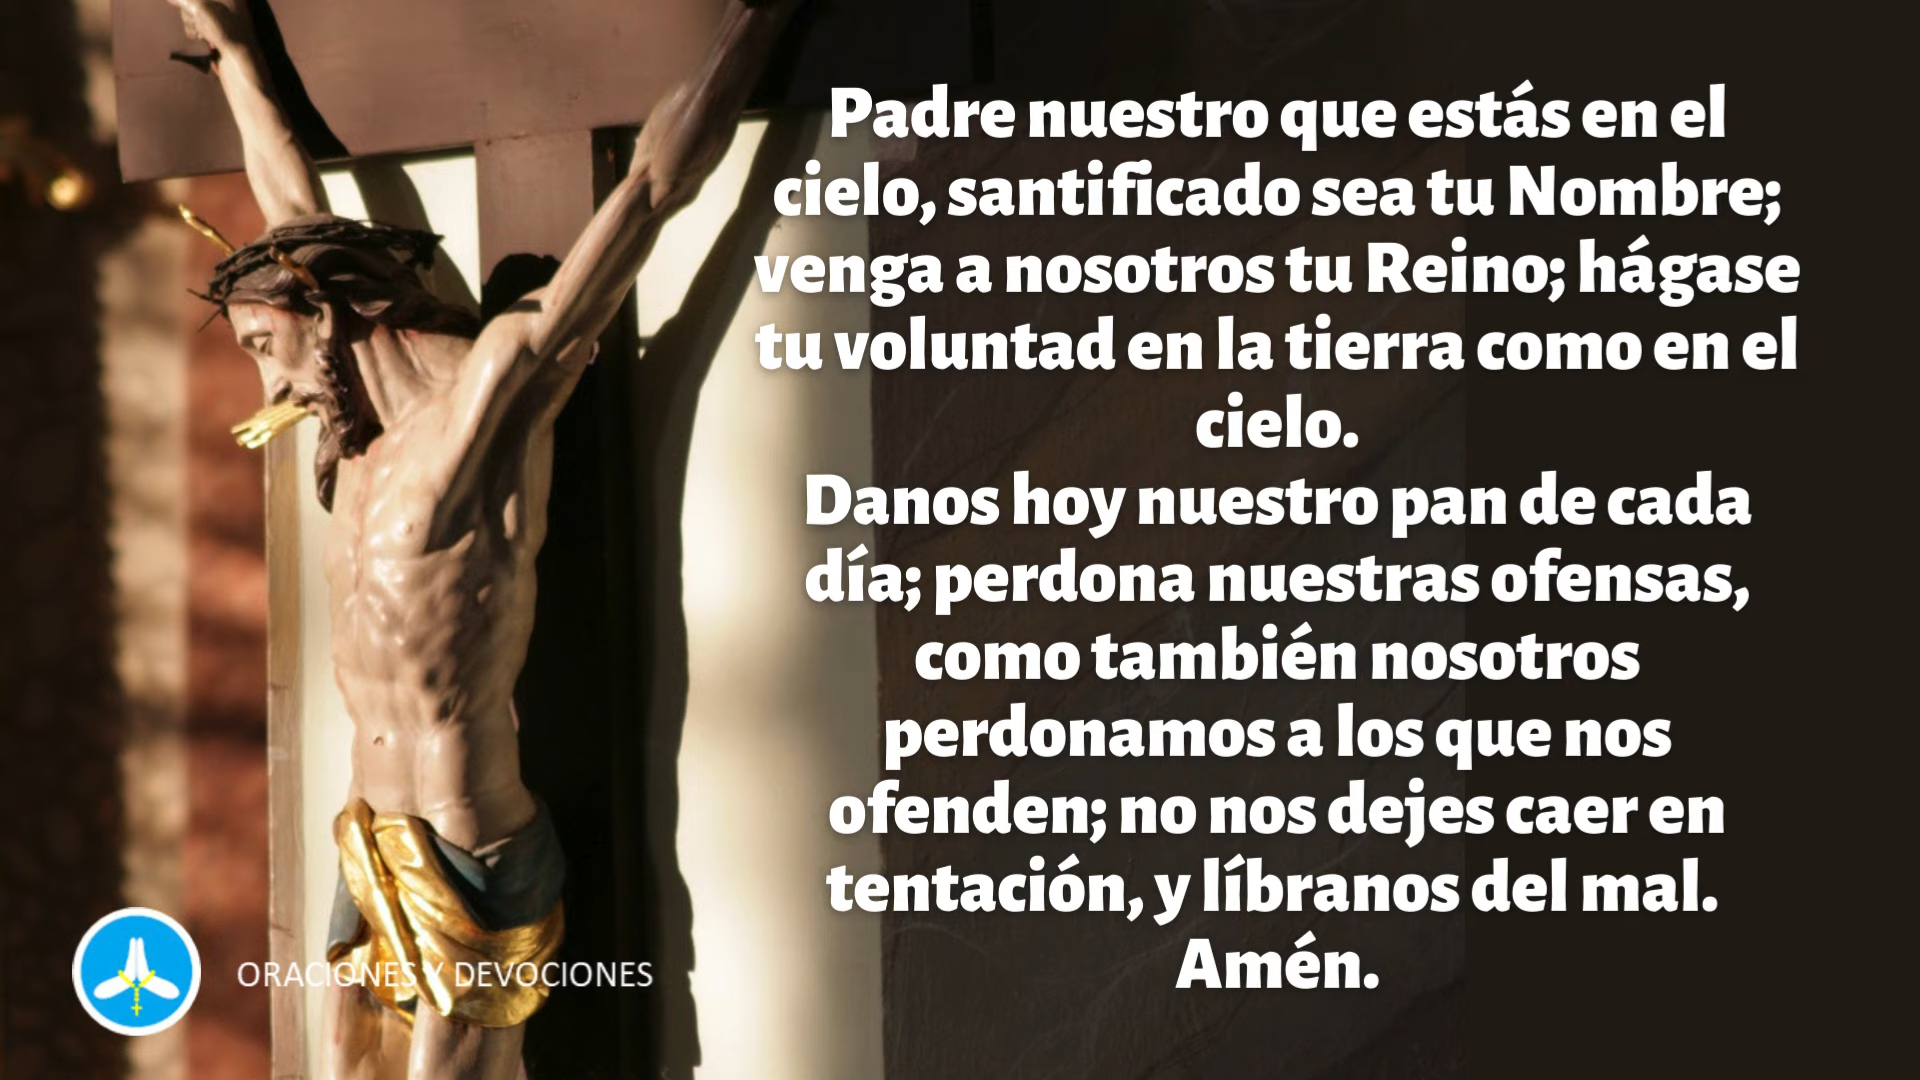 Padre nuestro que estás en el
cielo, santificado sea tu Nombre;
venga a nosotros tu Reino; hágase
tu voluntad en la tierra como en el
cielo.
Danos hoy nuestro pan de cada
día; perdona nuestras ofensas,
como también nosotros
perdonamos a los que nos
ofenden; no nos dejes caer en
tentación, y líbranos del mal.
Amén.
ORACIONES Y DEVOCIONES